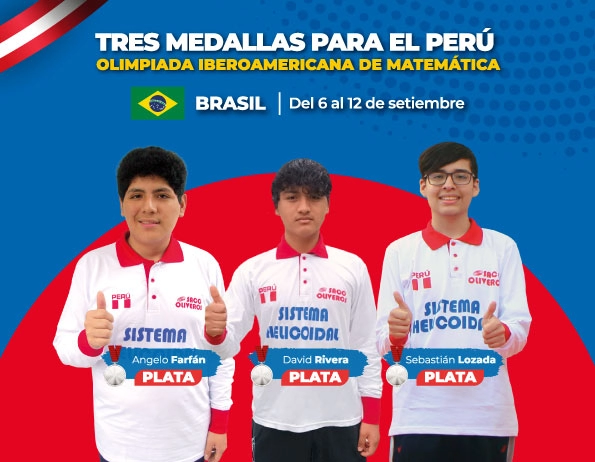 TRES MEDALLAS PARA EL PERÚ
OLIMPIADA IBEROAMERICANA DE MATEMÁTICA
BRASIL | Del 6 al 12 de setiembre
PERÚ
SACO
OLIVEROS
SISTEMA
Angelo Farfán
PLATA
PERÚ
SACO
OLIVEROS
SISTEMA
HELICOIDAL
David Rivera
PLATA
PERÚ
SACO
OLIVEROS
SISTEMA
HELICOIDAL
Sebastián Lozada
PLATA